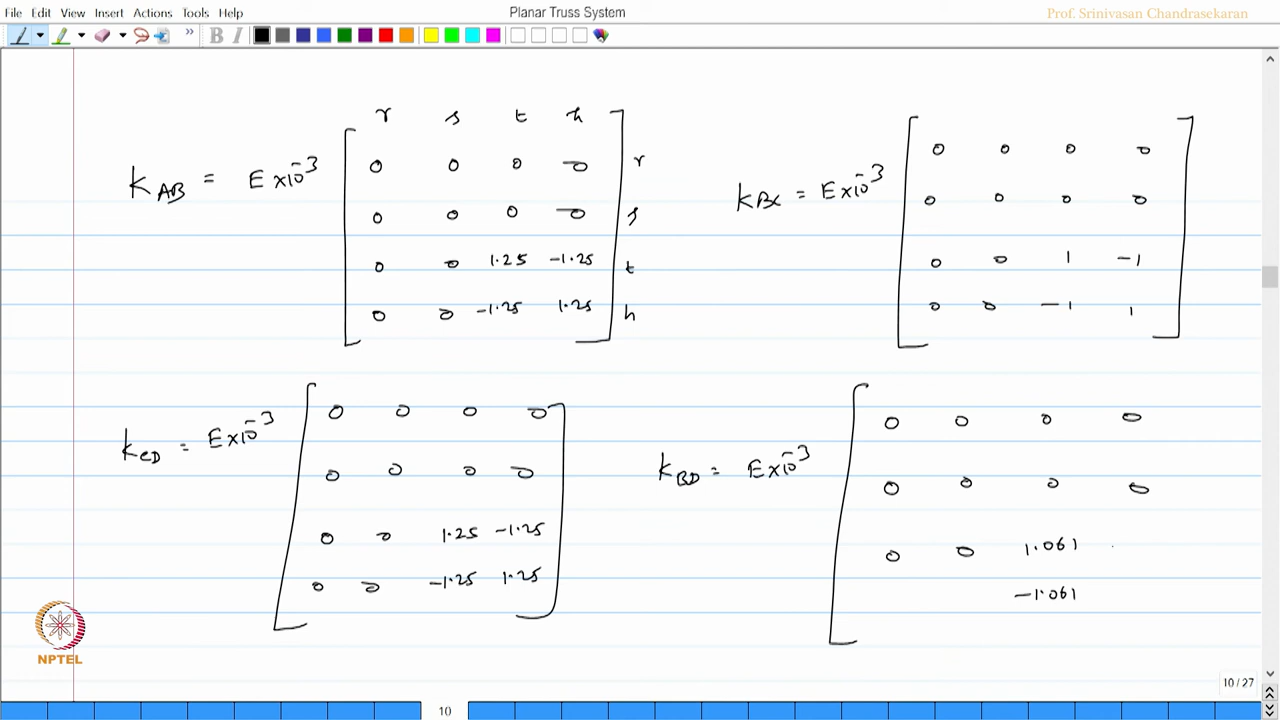 File Edit View Insert Actions Tools Help
Planar Truss System
Prof. Srinivasan Chandrasekaran
B I
r s t h
K_AB = E×10^-3
0 0 0 0 r
0 0 0 0 s
0 0 1.25 -1.25 t
0 0 -1.25 1.25 h
K_BC = E×10^-3
0 0 0 0
0 0 0 0
0 0 1 -1
0 0 -1 1
K_CD = E×10^-3
0 0 0 0
0 0 0 0
0 0 1.25 -1.25
0 0 -1.25 1.25
K_BD = E×10^-3
0 0 0 0
0 0 0 0
0 0 1.061
-1.061
NPTEL
10 / 27
10